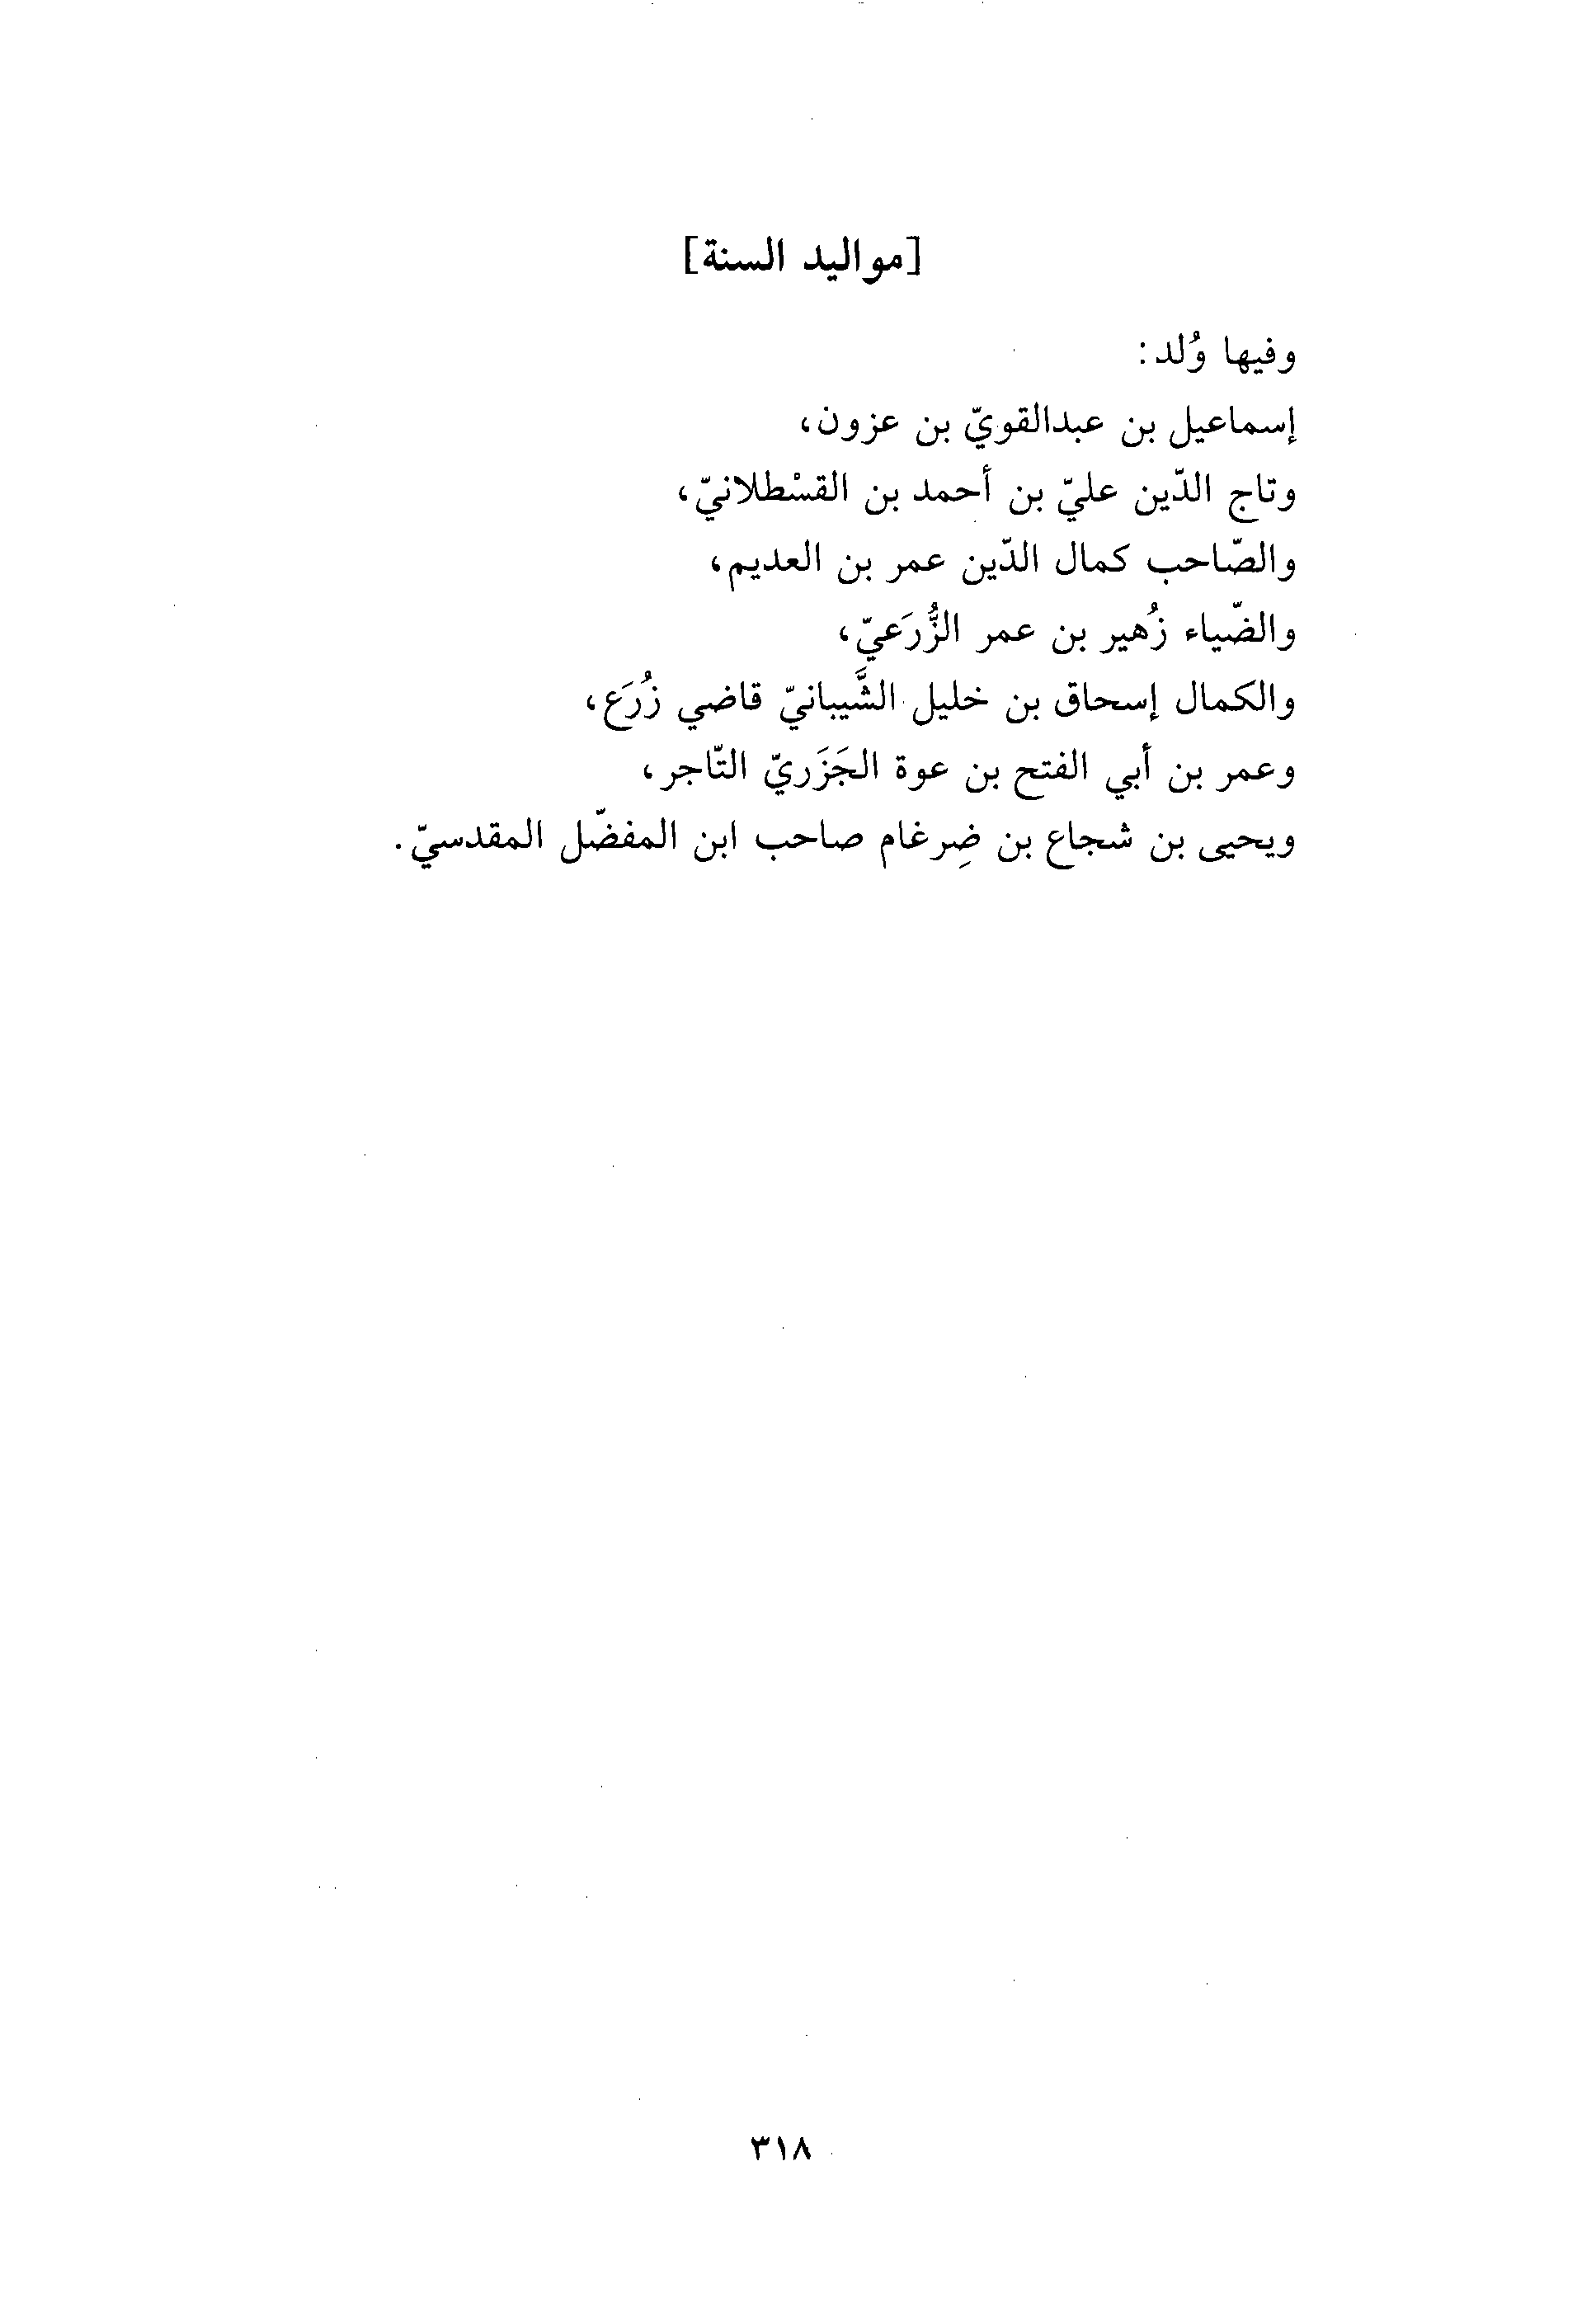 [مواليد السنة]
وفيها وُلد:
إسماعيل بن عبدالقويّ بن عزون،
وتاج الدّين عليّ بن أحمد بن القسْطلانيّ،
والصّاحب كمال الدّين عمر بن العديم،
والضّياء زُهير بن عمر الزُّرَعيّ،
والكمال إسحاق بن خليل الشَّيبانيّ قاضي زُرَع،
وعمر بن أبي الفتح بن عوة الجَزَريّ التّاجر،
ويحيى بن شجاع بن ضِرغام صاحب ابن المفضّل المقدسيّ.
٣١٨